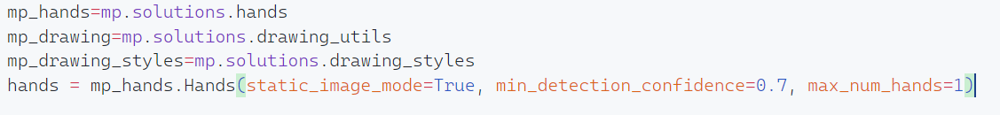 mp_hands=mp.solutions.hands
mp_drawing=mp.solutions.drawing_utils
mp_drawing_styles=mp.solutions.drawing_styles
hands = mp_hands.Hands(static_image_mode=True, min_detection_confidence=0.7, max_num_hands=1)